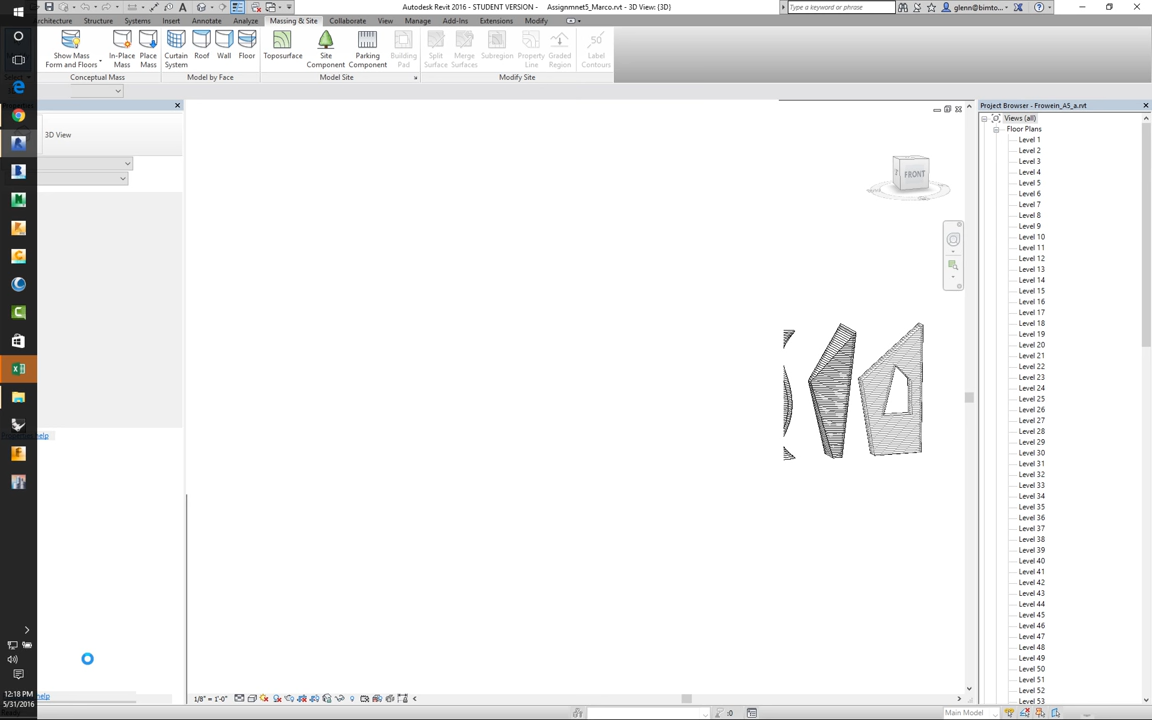 Autodesk Revit 2016 - STUDENT VERSION - Assignmnet5_Marco.rvt - 3D View: {3D}
Type a keyword or phrase
glenn@bimto...
Architecture Structure Systems Insert Annotate Analyze Massing & Site Collaborate View Manage Add-Ins Extensions Modify
Show Mass Form and Floors
In-Place Mass
Place Mass
Curtain System
Roof
Wall
Floor
Toposurface
Site Component
Parking Component
Building Pad
Split Surface
Merge Surfaces
Subregion
Property Line
Graded Region
50
Label Contours
Conceptual Mass
Model by Face
Model Site
Modify Site
3D View
FRONT
Project Browser - Frowein_A5_a.rvt
Views (all)
Floor Plans
Level 1
Level 2
Level 3
Level 4
Level 5
Level 6
Level 7
Level 8
Level 9
Level 10
Level 11
Level 12
Level 13
Level 14
Level 15
Level 16
Level 17
Level 18
Level 19
Level 20
Level 21
Level 22
Level 23
Level 24
Level 25
Level 26
Level 27
Level 28
Level 29
Level 30
Level 31
Level 32
Level 33
Level 34
Level 35
Level 36
Level 37
Level 38
Level 39
Level 40
Level 41
Level 42
Level 43
Level 44
Level 45
Level 46
Level 47
Level 48
Level 49
Level 50
Level 51
Level 52
Level 53
help
help
12:18 PM
5/31/2016
1/8" = 1'-0"
:0
Main Model